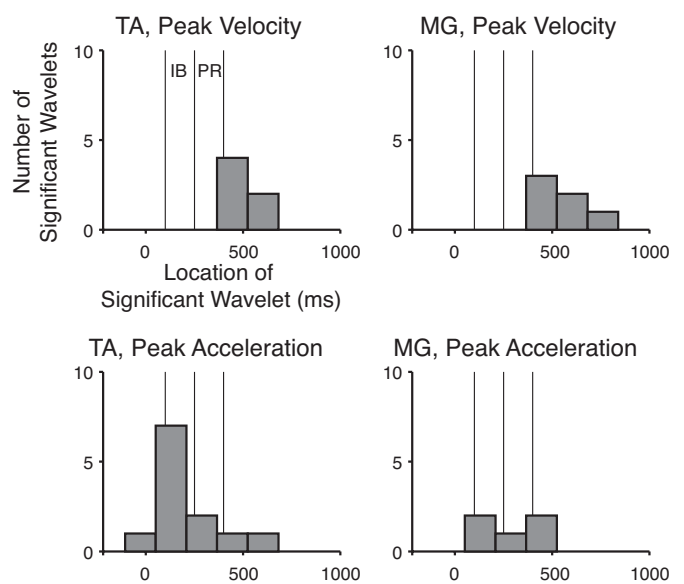 TA, Peak Velocity
MG, Peak Velocity
Number of
Significant Wavelets
10
5
0
IB PR
0 500 1000
Location of
Significant Wavelet (ms)
10
5
0
0 500 1000
TA, Peak Acceleration
MG, Peak Acceleration
10
5
0
0 500 1000
10
5
0
0 500 1000